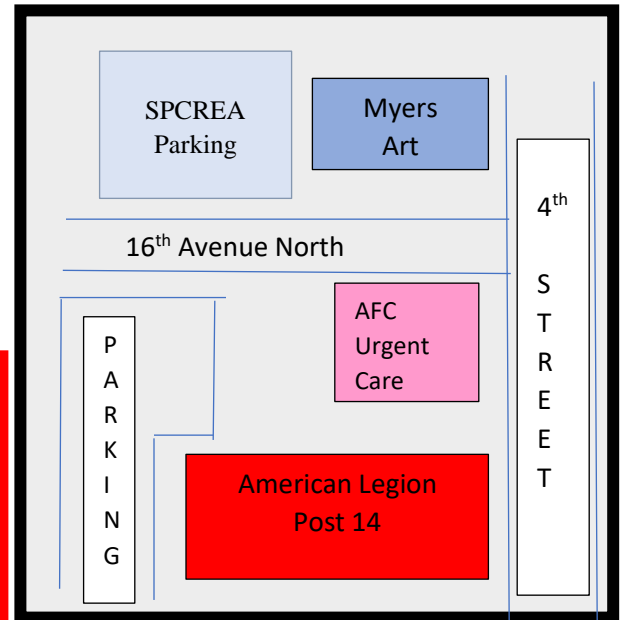 SPCREA
Parking
Myers
Art
4th
S
T
R
E
E
T
16th Avenue North
AFC
Urgent
Care
P
A
R
K
I
N
G
American Legion
Post 14